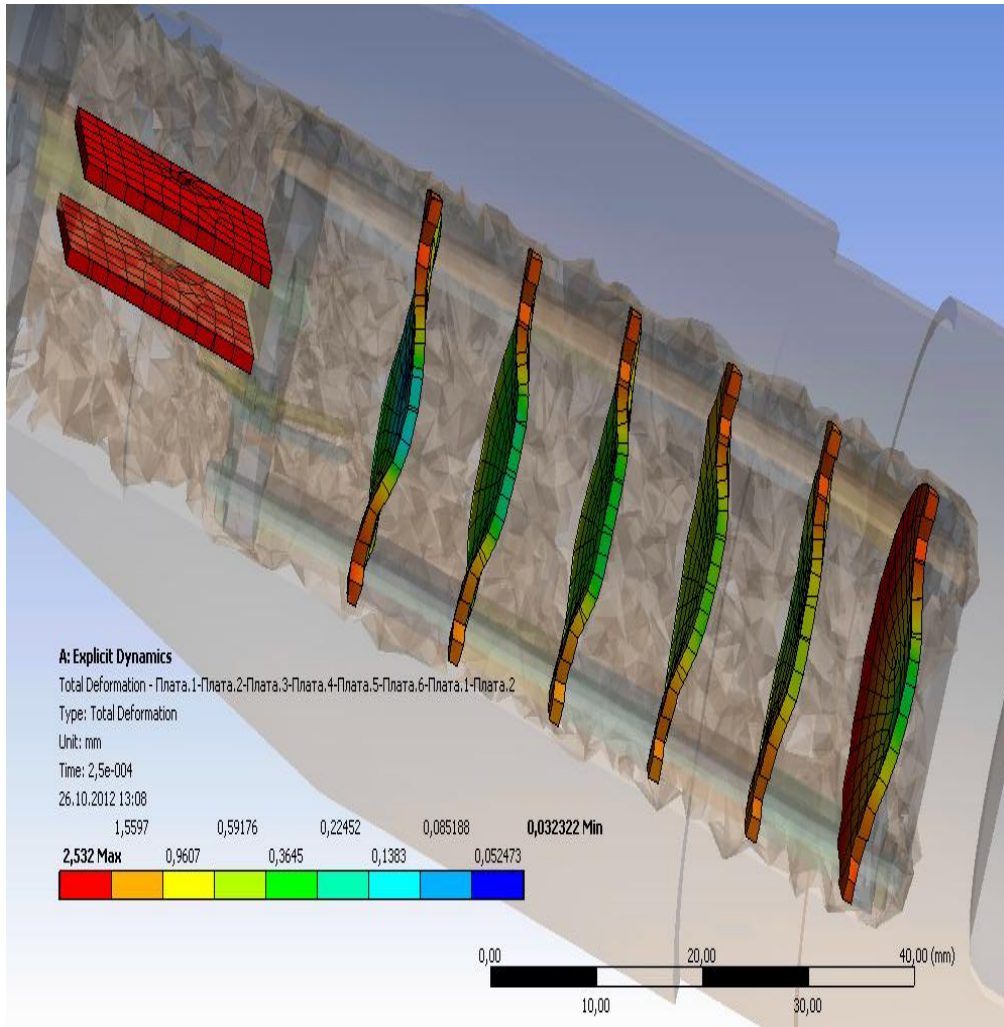 A: Explicit Dynamics
Total Deformation - Плата.1-Плата.2-Плата.3-Плата.4-Плата.5-Плата.6-Плата.1-Плата.2
Type: Total Deformation
Unit: mm
Time: 2,5e-004
26.10.2012 13:08
1,5597 0,59176 0,22452 0,085188 0,032322 Min
2,532 Max 0,9607 0,3645 0,1383 0,052473
0,00 20,00 40,00 (mm)
10,00 30,00